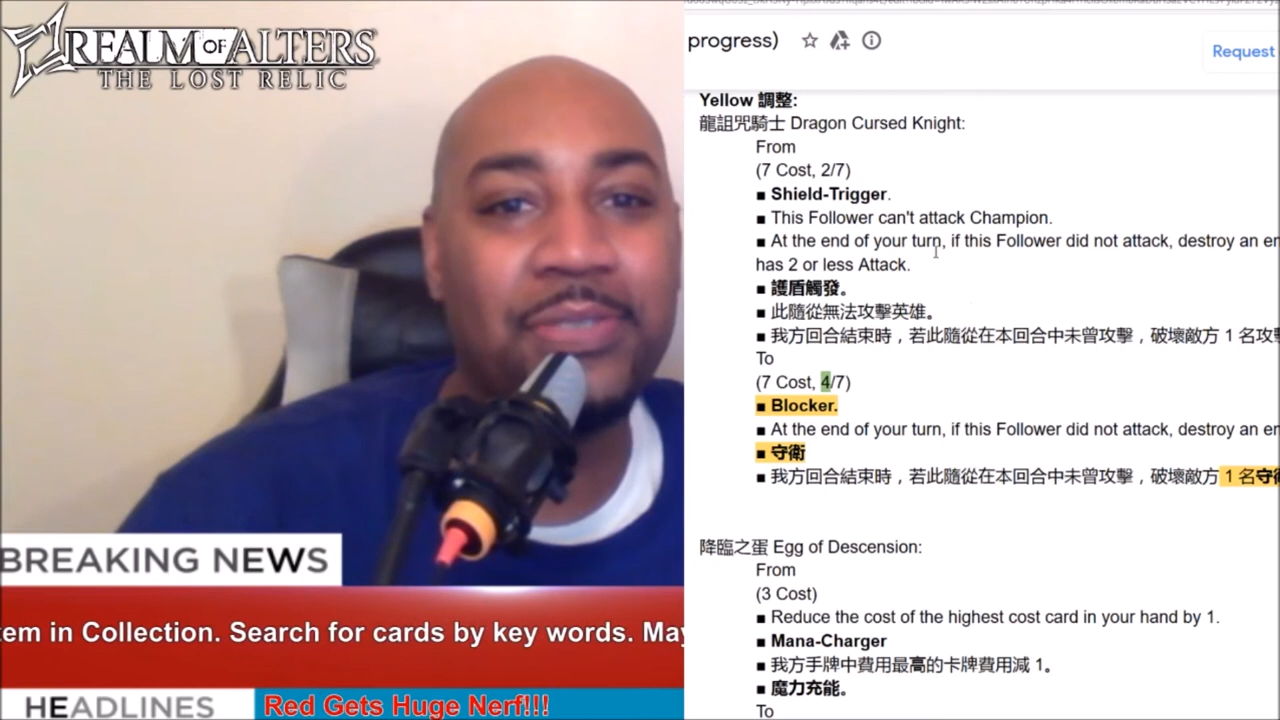 REALM OF ALTERS
THE LOST RELIC
BREAKING NEWS
em in Collection. Search for cards by key words. May
HEADLINES
Red Gets Huge Nerf!!!
progress)
Request
Yellow 調整:
龍詛咒騎士 Dragon Cursed Knight:
From
(7 Cost, 2/7)
■ Shield-Trigger.
■ This Follower can't attack Champion.
■ At the end of your turn, if this Follower did not attack, destroy an
has 2 or less Attack.
■ 護盾觸發。
■ 此隨從無法攻擊英雄。
■ 我方回合結束時，若此隨從在本回合中未曾攻擊，破壞敵方 1 名攻
To
(7 Cost, 4/7)
■ Blocker.
■ At the end of your turn, if this Follower did not attack, destroy an
■ 守衛
■ 我方回合結束時，若此隨從在本回合中未曾攻擊，破壞敵方 1 名守
降臨之蛋 Egg of Descension:
From
(3 Cost)
■ Reduce the cost of the highest cost card in your hand by 1.
■ Mana-Charger
■ 我方手牌中費用最高的卡牌費用減 1。
■ 魔力充能。
To